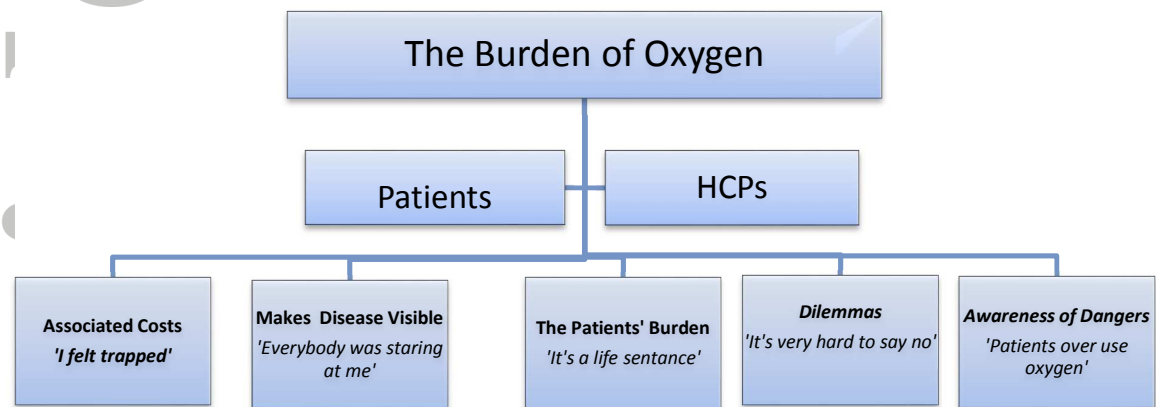 The Burden of Oxygen
Patients
HCPs
Associated Costs
'I felt trapped'
Makes Disease Visible
'Everybody was staring
at me'
The Patients' Burden
'It's a life sentance'
Dilemmas
'It's very hard to say no'
Awareness of Dangers
'Patients over use
oxygen'